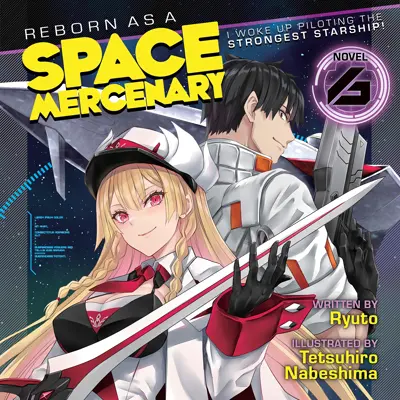 REBORN AS A
SPACE
MERCENARY
I WOKE UP PILOTING THE
STRONGEST STARSHIP!
NOVEL
6
WRITTEN BY
Ryuto
ILLUSTRATED BY
Tetsuhiro
Nabeshima